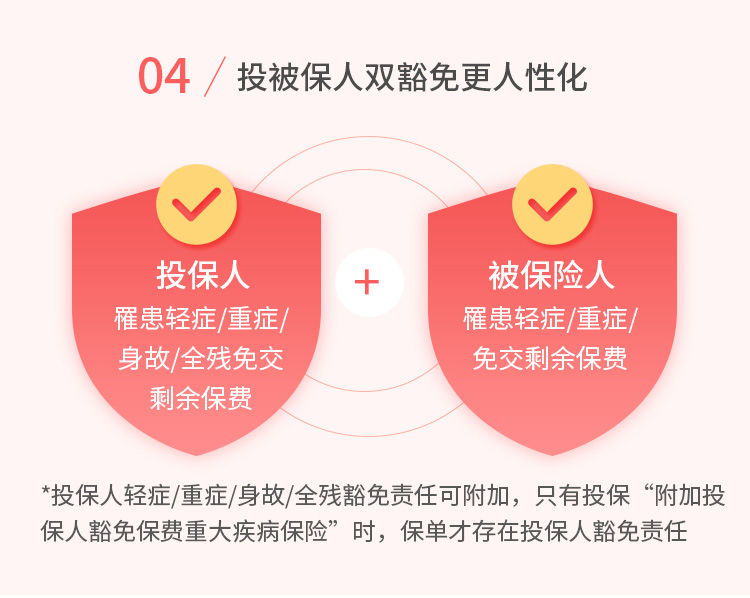 04 / 投被保人双豁免更人性化
投保人
罹患轻症/重症/
身故/全残免交
剩余保费
+
被保险人
罹患轻症/重症/
免交剩余保费
*投保人轻症/重症/身故/全残豁免责任可附加，只有投保“附加投
保人豁免保费重大疾病保险”时，保单才存在投保人豁免责任